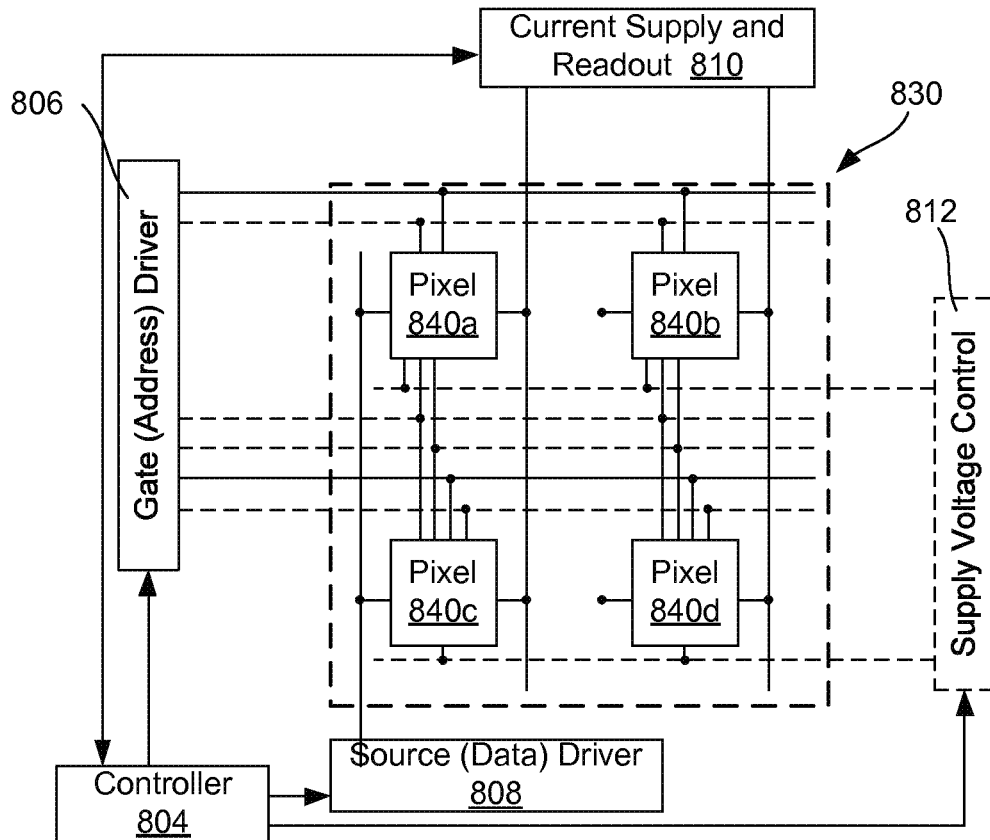 Current Supply and
Readout 810
806
830
Gate (Address) Driver
812
Pixel
840a
Pixel
840b
Supply Voltage Control
Pixel
840c
Pixel
840d
Source (Data) Driver
808
Controller
804